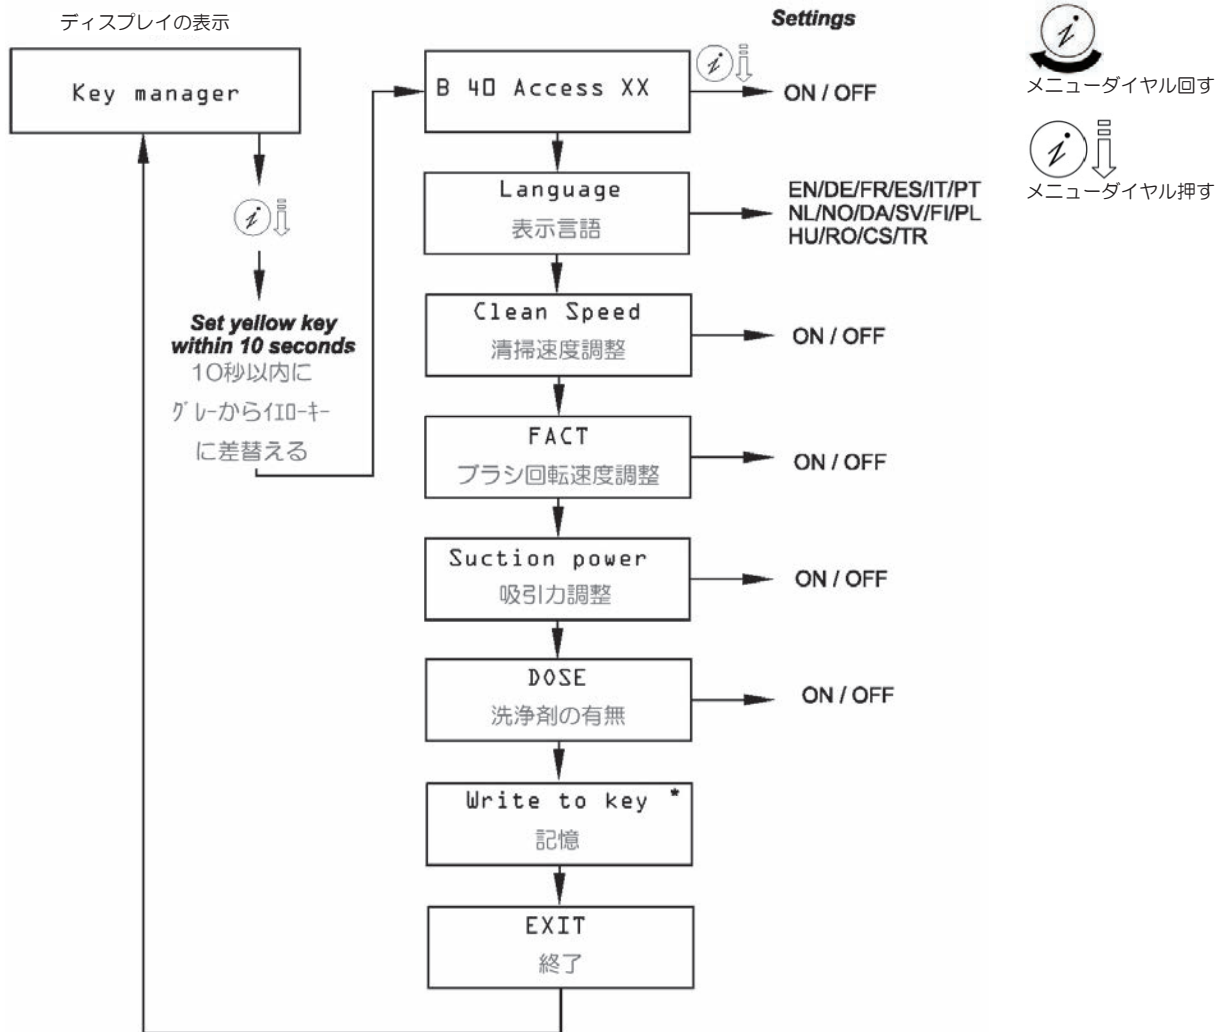 ディスプレイの表示
Key manager
Set yellow key
within 10 seconds
10秒以内に
グレーからイエローキー
に差替える
Settings
B 40 Access XX
ON / OFF
Language
表示言語
EN/DE/FR/ES/IT/PT
NL/NO/DA/SV/FI/PL
HU/RO/CS/TR
Clean Speed
清掃速度調整
ON / OFF
FACT
ブラシ回転速度調整
ON / OFF
Suction power
吸引力調整
ON / OFF
DOSE
洗浄剤の有無
ON / OFF
Write to key *
記憶
EXIT
終了
i
メニューダイヤル回す
i
メニューダイヤル押す